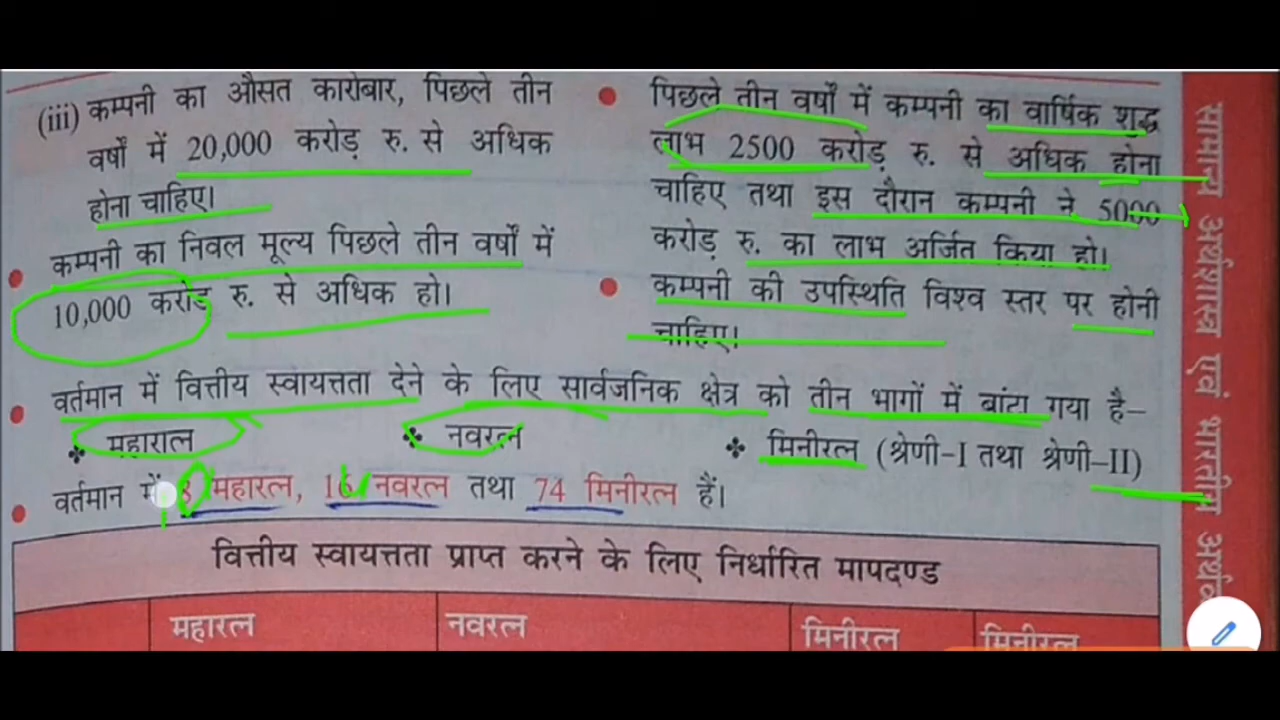 (iii) कम्पनी का औसत कारोबार, पिछले तीन
वर्षों में 20,000 करोड़ रु. से अधिक
होना चाहिए।
कम्पनी का निवल मूल्य पिछले तीन वर्षों में
10,000 करोड़ रु. से अधिक हो।
पिछले तीन वर्षों में कम्पनी का वार्षिक शुद्ध
लाभ 2500 करोड़ रु. से अधिक होना
चाहिए तथा इस दौरान कम्पनी ने 5000
करोड़ रु. का लाभ अर्जित किया हो।
कम्पनी की उपस्थिति विश्व स्तर पर होनी
चाहिए।
वर्तमान में वित्तीय स्वायत्तता देने के लिए सार्वजनिक क्षेत्र को तीन भागों में बांटा गया है–
महारत्न नवरत्न मिनीरत्न (श्रेणी-I तथा श्रेणी-II)
वर्तमान में 8 महारत्न, 16 नवरत्न तथा 74 मिनीरत्न हैं।
वित्तीय स्वायत्तता प्राप्त करने के लिए निर्धारित मापदण्ड
महारत्न नवरत्न मिनीरत्न मिनीरत्न
सामान्य अर्थशास्त्र एवं भारतीय